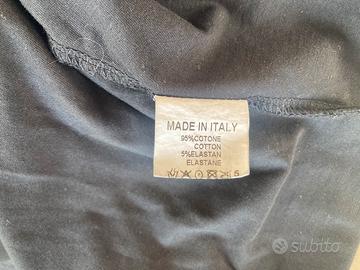 MADE IN ITALY
95%COTONE
COTTON
5%ELASTAN
ELASTANE
S
subito